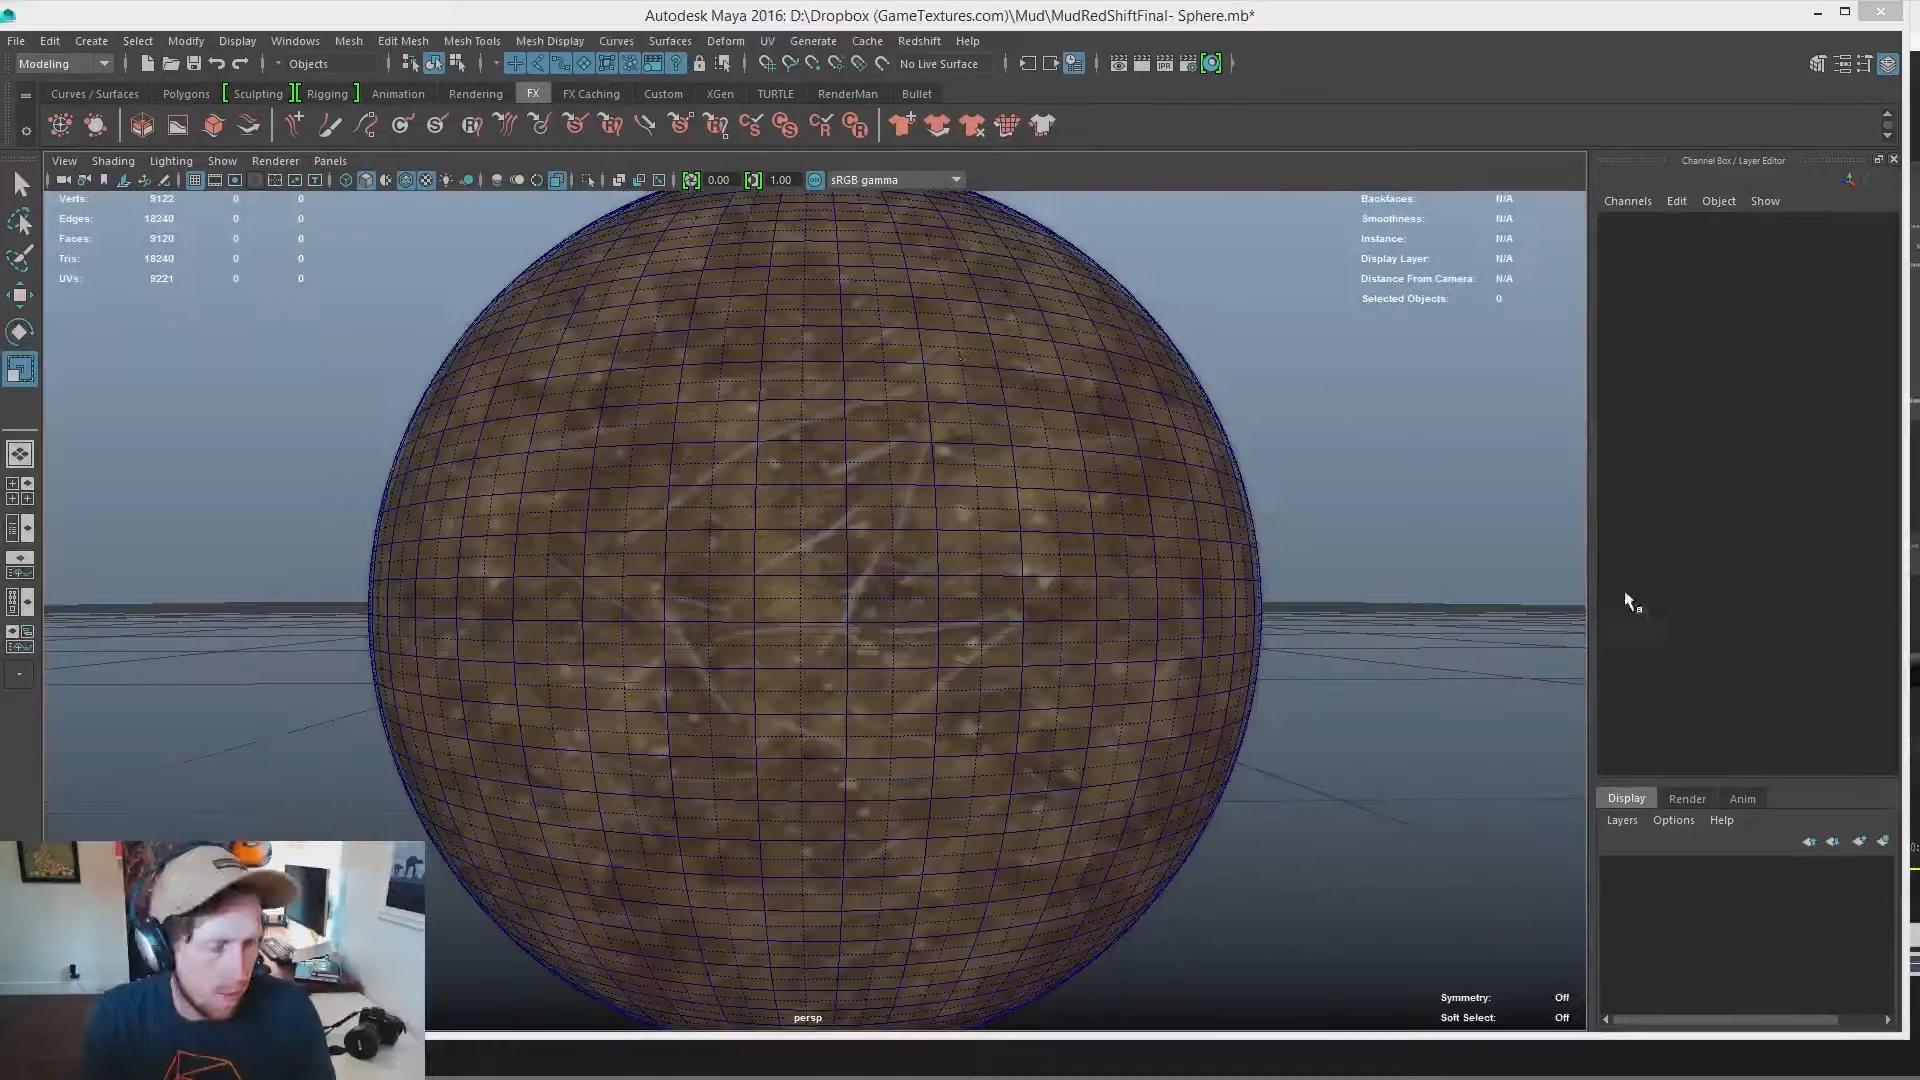 Autodesk Maya 2016: D:\Dropbox (GameTextures.com)\Mud\MudRedShiftFinal- Sphere.mb*
File Edit Create Select Modify Display Windows Mesh Edit Mesh Mesh Tools Mesh Display Curves Surfaces Deform UV Generate Cache Redshift Help
Modeling Objects No Live Surface
Curves / Surfaces Polygons Sculpting Rigging Animation Rendering FX FX Caching Custom XGen TURTLE RenderMan Bullet
View Shading Lighting Show Renderer Panels
Channel Box / Layer Editor
0.00 1.00 sRGB gamma
Channels Edit Object Show
Verts: 9122 0 0
Edges: 18240 0 0
Faces: 9120 0 0
Tris: 18240 0 0
UVs: 9221 0 0
Backfaces: N/A
Smoothness: N/A
Instance: N/A
Display Layer: N/A
Distance From Camera: N/A
Selected Objects: 0
Display Render Anim
Layers Options Help
Symmetry: Off
Soft Select: Off
persp